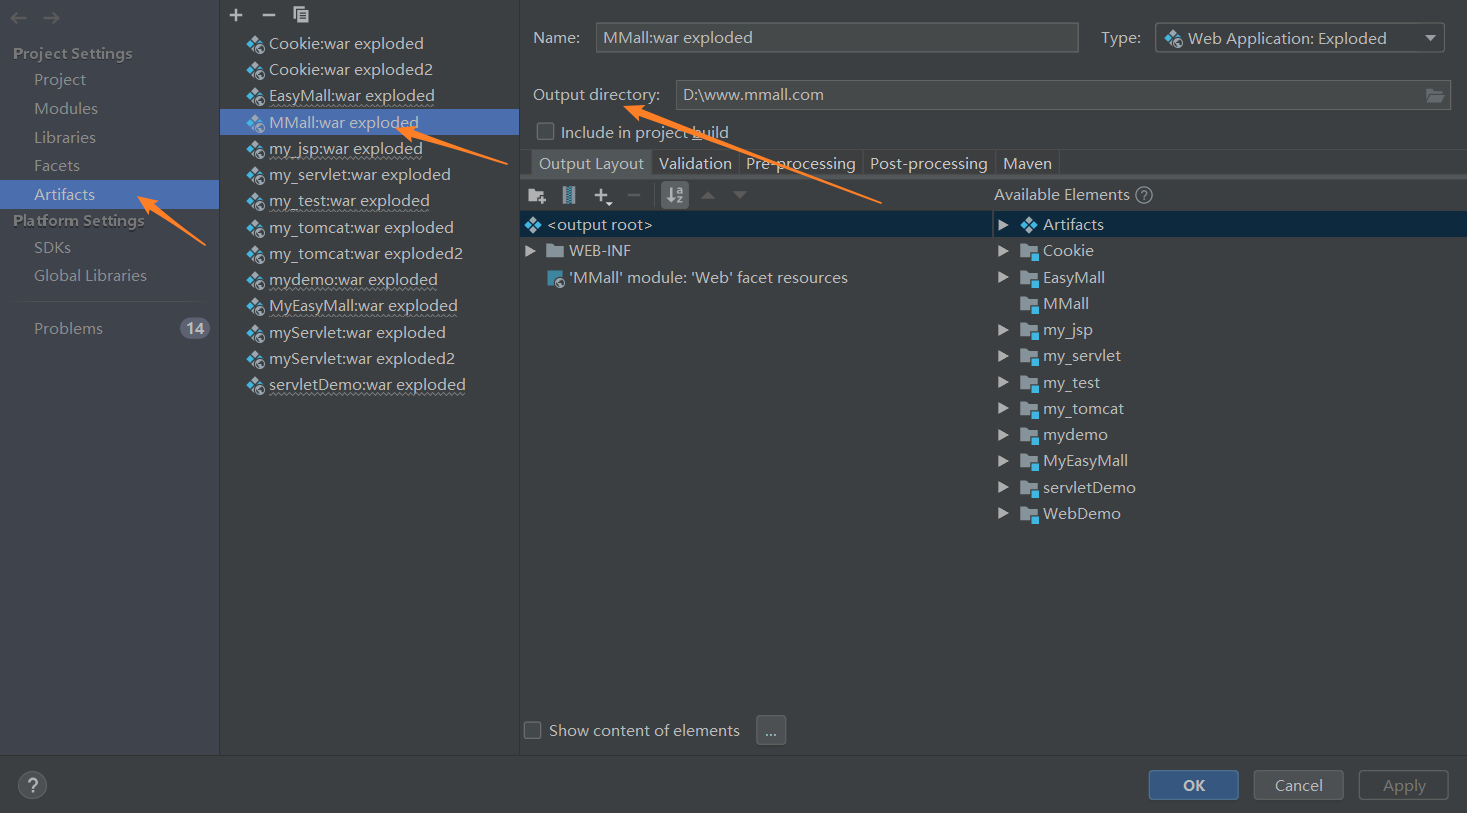 Project Settings
Project
Modules
Libraries
Facets
Artifacts
Platform Settings
SDKs
Global Libraries
Problems 14
Cookie:war exploded
Cookie:war exploded2
EasyMall:war exploded
MMall:war exploded
my_jsp:war exploded
my_servlet:war exploded
my_test:war exploded
my_tomcat:war exploded
my_tomcat:war exploded2
mydemo:war exploded
MyEasyMall:war exploded
myServlet:war exploded
myServlet:war exploded2
servletDemo:war exploded
Name: MMall:war exploded Type: Web Application: Exploded
Output directory: D:\www.mmall.com
Include in project build
Output Layout Validation Pre-processing Post-processing Maven
<output root>
WEB-INF
'MMall' module: 'Web' facet resources
Available Elements ?
Artifacts
Cookie
EasyMall
MMall
my_jsp
my_servlet
my_test
my_tomcat
mydemo
MyEasyMall
servletDemo
WebDemo
Show content of elements ...
? OK Cancel Apply